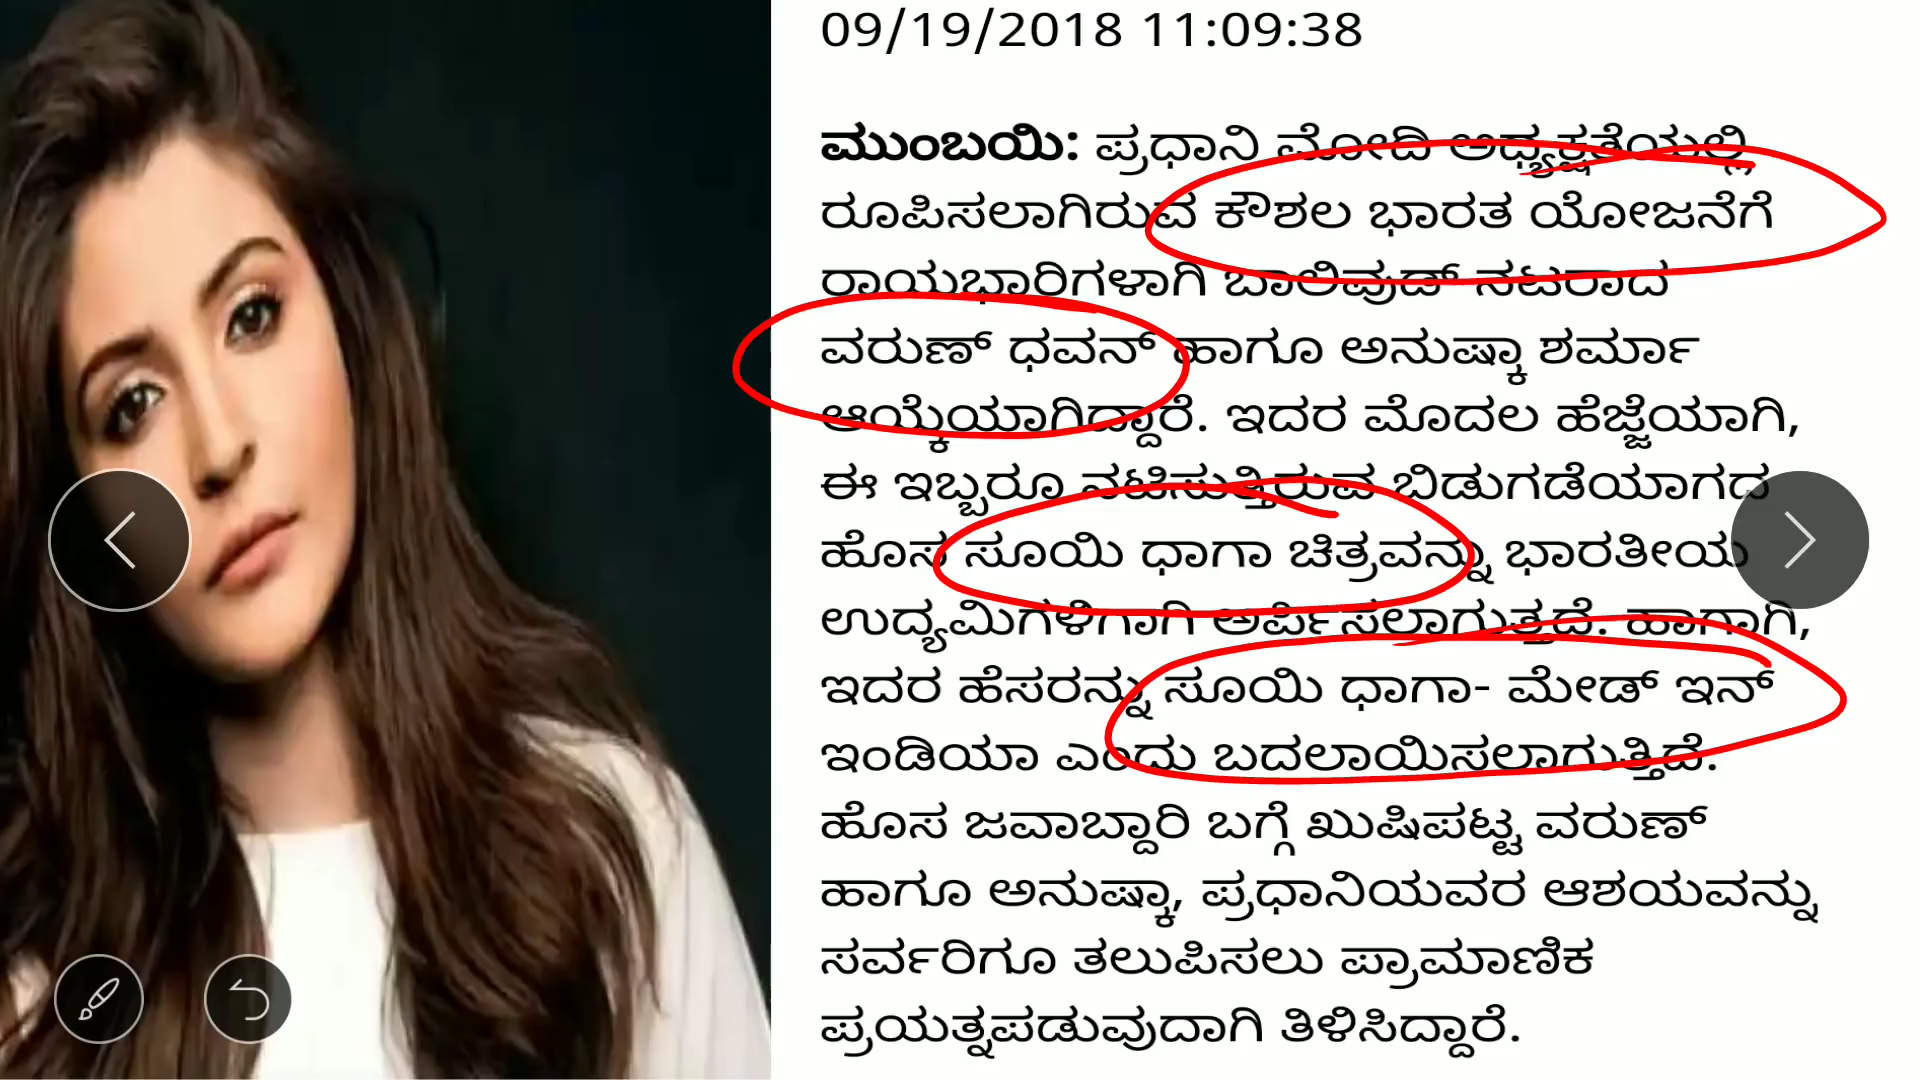 09/19/2018 11:09:38
ಮುಂಬಯಿ: ಪ್ರಧಾನಿ ಮೋದಿ ಅಧ್ಯಕ್ಷತೆಯಲ್ಲಿ
ರೂಪಿಸಲಾಗಿರುವ ಕೌಶಲ ಭಾರತ ಯೋಜನೆಗೆ
ರಾಯಭಾರಿಗಳಾಗಿ ಬಾಲಿವುಡ್ ನಟರಾದ
ವರುಣ್ ಧವನ್ ಹಾಗೂ ಅನುಷ್ಕಾ ಶರ್ಮಾ
ಆಯ್ಕೆಯಾಗಿದ್ದಾರೆ. ಇದರ ಮೊದಲ ಹೆಜ್ಜೆಯಾಗಿ,
ಈ ಇಬ್ಬರೂ ನಟಿಸುತ್ತಿರುವ ಬಿಡುಗಡೆಯಾಗದ
ಹೊಸ ಸೂಯಿ ಧಾಗಾ ಚಿತ್ರವನ್ನು ಭಾರತೀಯ
ಉದ್ಯಮಿಗಳಿಗಾಗಿ ಅರ್ಪಿಸಲಾಗುತ್ತದೆ. ಹಾಗಾಗಿ,
ಇದರ ಹೆಸರನ್ನು ಸೂಯಿ ಧಾಗಾ- ಮೇಡ್ ಇನ್
ಇಂಡಿಯಾ ಎಂದು ಬದಲಾಯಿಸಲಾಗುತ್ತಿದೆ.
ಹೊಸ ಜವಾಬ್ದಾರಿ ಬಗ್ಗೆ ಖುಷಿಪಟ್ಟ ವರುಣ್
ಹಾಗೂ ಅನುಷ್ಕಾ, ಪ್ರಧಾನಿಯವರ ಆಶಯವನ್ನು
ಸರ್ವರಿಗೂ ತಲುಪಿಸಲು ಪ್ರಾಮಾಣಿಕ
ಪ್ರಯತ್ನಪಡುವುದಾಗಿ ತಿಳಿಸಿದ್ದಾರೆ.